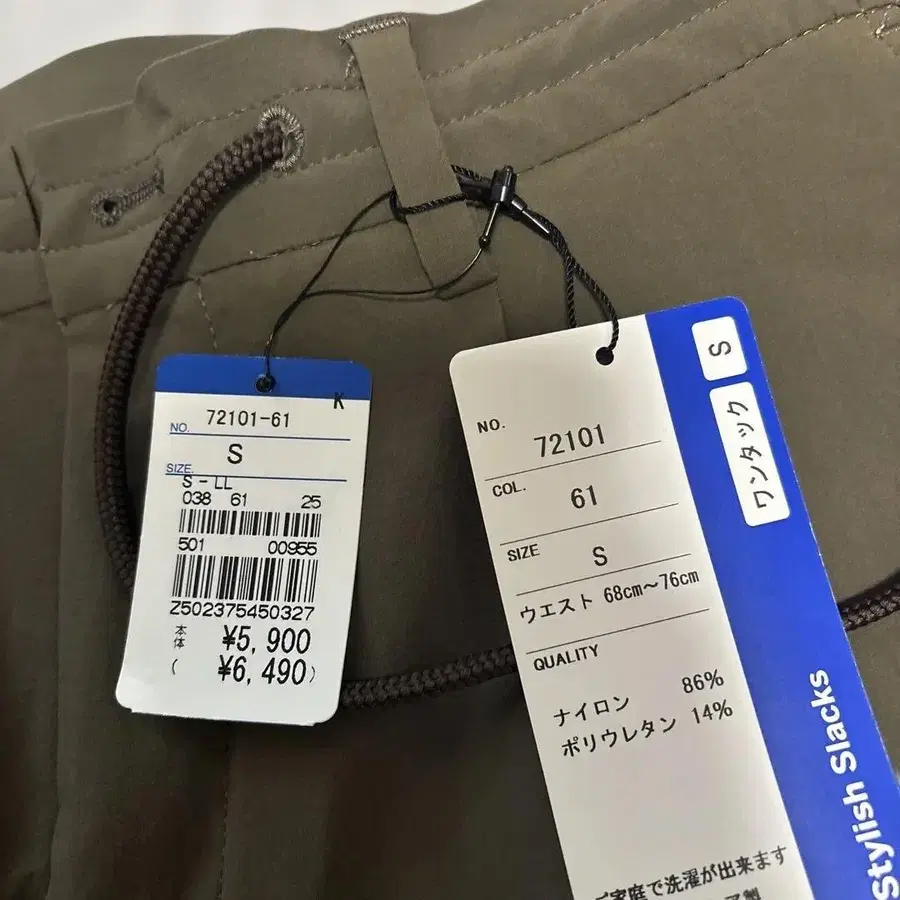 K
NO. 72101-61
SIZE. S
S - LL
038 61 25
501 00955
Z502375450327
本体 ¥5,900
(¥6,490)
NO. 72101
COL. 61
SIZE S
ウエスト 68cm～76cm
QUALITY
ナイロン 86%
ポリウレタン 14%
ご家庭で洗濯が出来ます
S
ワンタック
Stylish Slacks